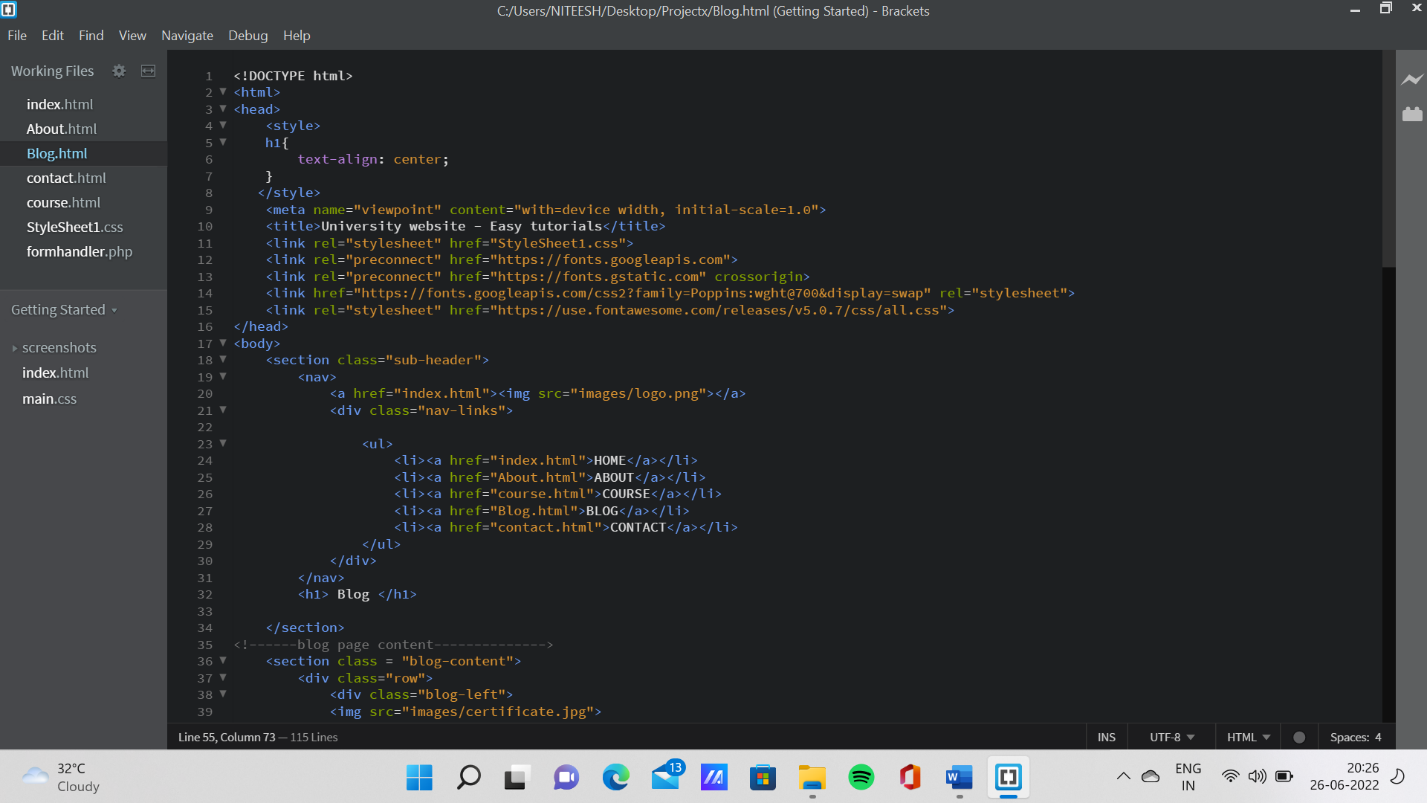 C:/Users/NITEESH/Desktop/Projectx/Blog.html (Getting Started) - Brackets
File Edit Find View Navigate Debug Help
Working Files
index.html
About.html
Blog.html
contact.html
course.html
StyleSheet1.css
formhandler.php
Getting Started
screenshots
index.html
main.css
1 <!DOCTYPE html>
2 <html>
3 <head>
4 <style>
5 h1{
6 text-align: center;
7 }
8 </style>
9 <meta name="viewpoint" content="with=device width, initial-scale=1.0">
10 <title>University website - Easy tutorials</title>
11 <link rel="stylesheet" href="StyleSheet1.css">
12 <link rel="preconnect" href="https://fonts.googleapis.com">
13 <link rel="preconnect" href="https://fonts.gstatic.com" crossorigin>
14 <link href="https://fonts.googleapis.com/css2?family=Poppins:wght@700&display=swap" rel="stylesheet">
15 <link rel="stylesheet" href="https://use.fontawesome.com/releases/v5.0.7/css/all.css">
16 </head>
17 <body>
18 <section class="sub-header">
19 <nav>
20 <a href="index.html"><img src="images/logo.png"></a>
21 <div class="nav-links">
22
23 <ul>
24 <li><a href="index.html">HOME</a></li>
25 <li><a href="About.html">ABOUT</a></li>
26 <li><a href="course.html">COURSE</a></li>
27 <li><a href="Blog.html">BLOG</a></li>
28 <li><a href="contact.html">CONTACT</a></li>
29 </ul>
30 </div>
31 </nav>
32 <h1> Blog </h1>
33
34 </section>
35 <!------blog page content-------------->
36 <section class = "blog-content">
37 <div class="row">
38 <div class="blog-left">
39 <img src="images/certificate.jpg">
Line 55, Column 73 — 115 Lines
INS UTF-8 HTML Spaces: 4
32°C
Cloudy
13
ENG
IN
20:26
26-06-2022